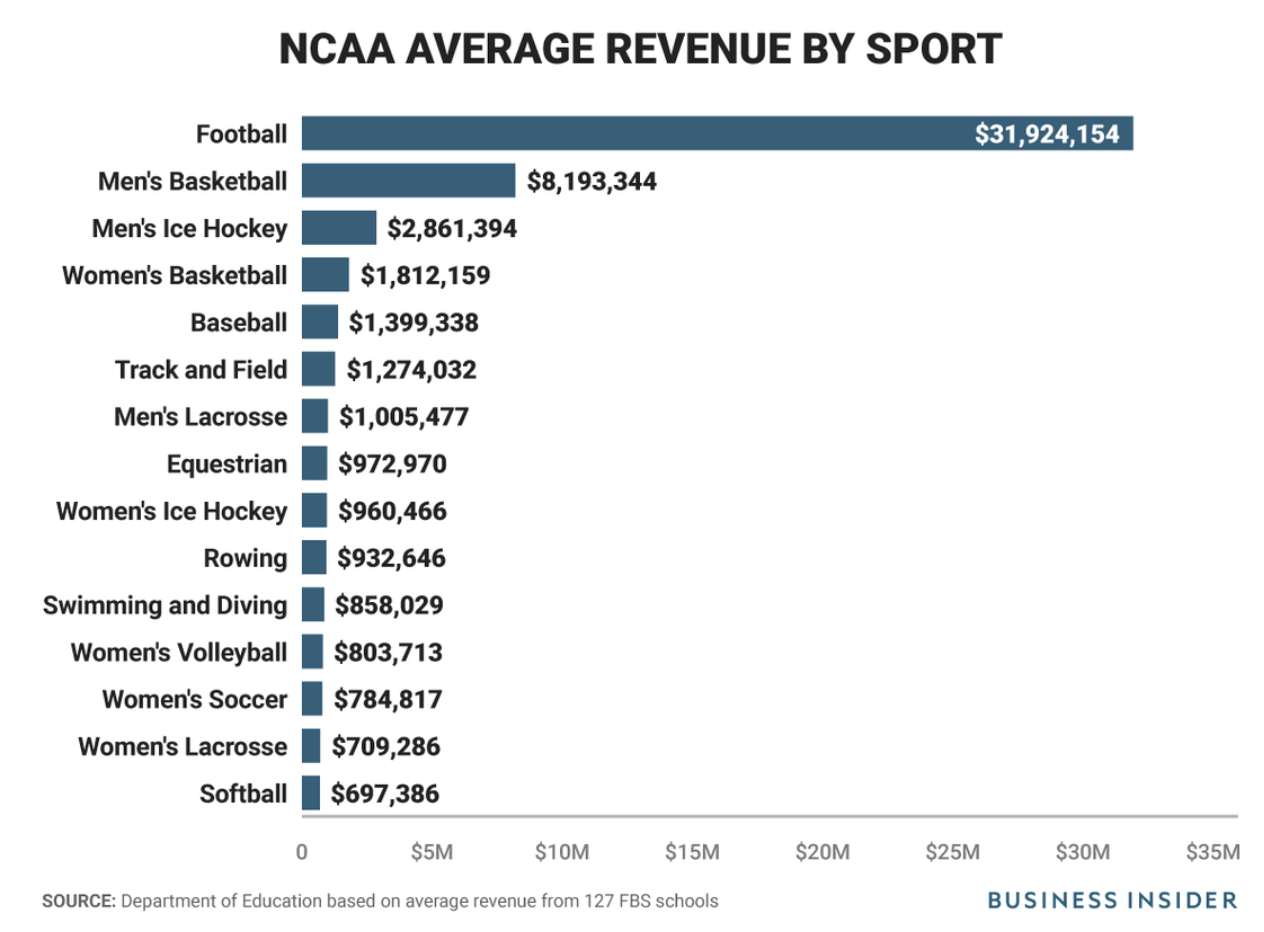 NCAA AVERAGE REVENUE BY SPORT
Football $31,924,154
Men's Basketball $8,193,344
Men's Ice Hockey $2,861,394
Women's Basketball $1,812,159
Baseball $1,399,338
Track and Field $1,274,032
Men's Lacrosse $1,005,477
Equestrian $972,970
Women's Ice Hockey $960,466
Rowing $932,646
Swimming and Diving $858,029
Women's Volleyball $803,713
Women's Soccer $784,817
Women's Lacrosse $709,286
Softball $697,386
0 $5M $10M $15M $20M $25M $30M $35M
SOURCE: Department of Education based on average revenue from 127 FBS schools BUSINESS INSIDER